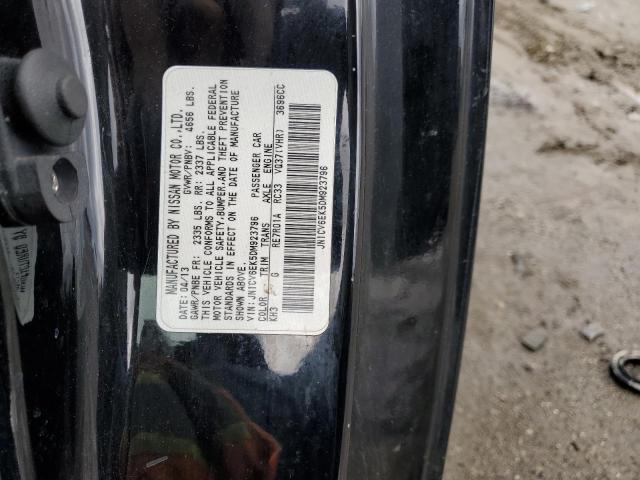 MANUFACTURED BY NISSAN MOTOR CO.,LTD.
DATE: 04/13 GVWR/PNBV: 4656 LBS.
GAWR/PNBE FR: 2335 LBS. RR: 2337 LBS.
THIS VEHICLE CONFORMS TO ALL APPLICABLE FEDERAL
MOTOR VEHICLE SAFETY,BUMPER,AND THEFT PREVENTION
STANDARDS IN EFFECT ON THE DATE OF MANUFACTURE
SHOWN ABOVE.
VIN:JN1CV6EK5DM923796 PASSENGER CAR
COLOR TRIM TRANS AXLE ENGINE
KH3 G RE7R01A RC33 VQ37(VHR) 3696CC
JN1CV6EK5DM923796